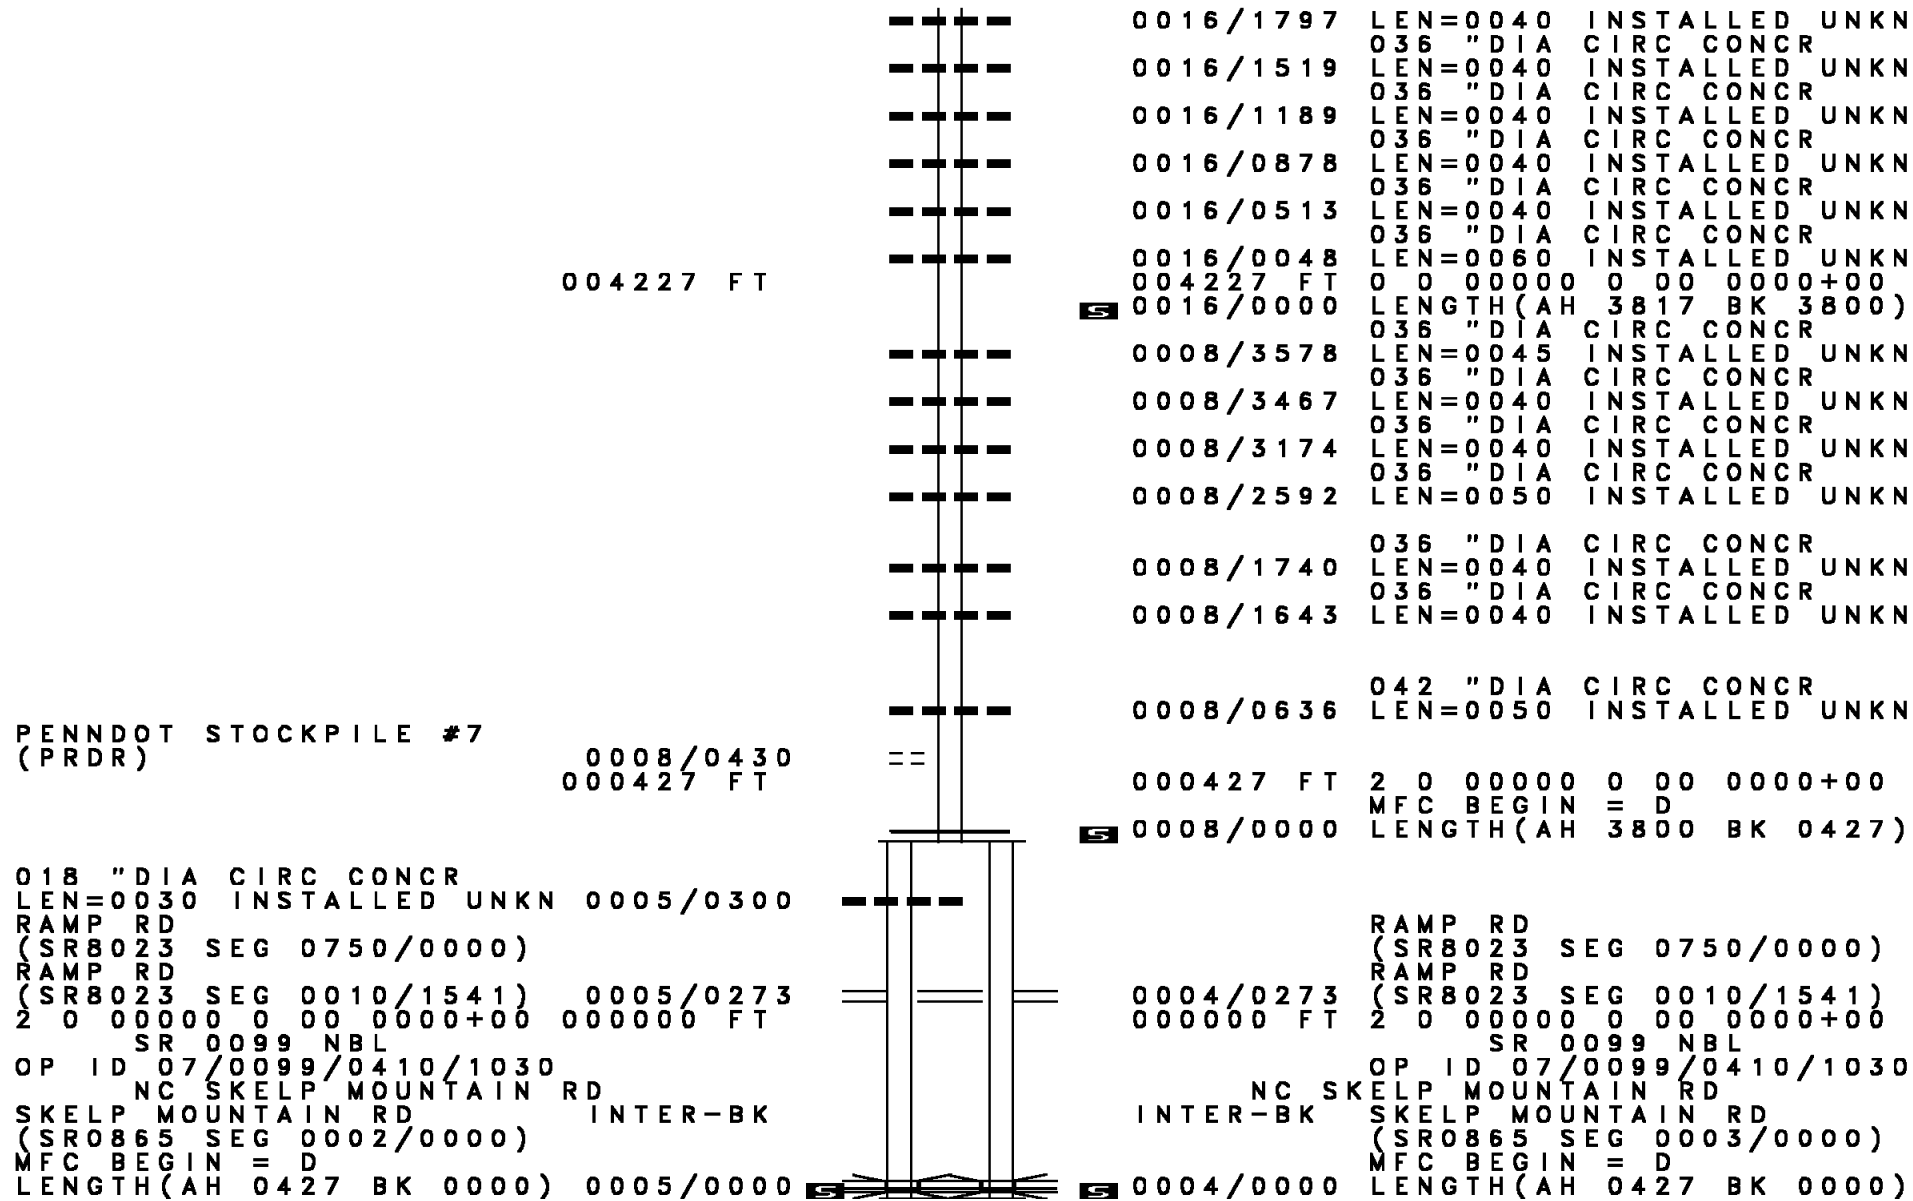 0016/1797 LEN=0040 INSTALLED UNKN
036 "DIA CIRC CONCR
0016/1519 LEN=0040 INSTALLED UNKN
036 "DIA CIRC CONCR
0016/1189 LEN=0040 INSTALLED UNKN
036 "DIA CIRC CONCR
0016/0878 LEN=0040 INSTALLED UNKN
036 "DIA CIRC CONCR
0016/0513 LEN=0040 INSTALLED UNKN
036 "DIA CIRC CONCR
0016/0048 LEN=0060 INSTALLED UNKN
004227 FT 004227 FT 0 0 00000 0 00 0000+00
S 0016/0000 LENGTH(AH 3817 BK 3800)
036 "DIA CIRC CONCR
0008/3578 LEN=0045 INSTALLED UNKN
036 "DIA CIRC CONCR
0008/3467 LEN=0040 INSTALLED UNKN
036 "DIA CIRC CONCR
0008/3174 LEN=0040 INSTALLED UNKN
036 "DIA CIRC CONCR
0008/2592 LEN=0050 INSTALLED UNKN
036 "DIA CIRC CONCR
0008/1740 LEN=0040 INSTALLED UNKN
036 "DIA CIRC CONCR
0008/1643 LEN=0040 INSTALLED UNKN
042 "DIA CIRC CONCR
0008/0636 LEN=0050 INSTALLED UNKN
PENNDOT STOCKPILE #7
(PRDR) 0008/0430
000427 FT 000427 FT 2 0 00000 0 00 0000+00
MFC BEGIN = D
S 0008/0000 LENGTH(AH 3800 BK 0427)
018 "DIA CIRC CONCR
LEN=0030 INSTALLED UNKN 0005/0300
RAMP RD RAMP RD
(SR8023 SEG 0750/0000) (SR8023 SEG 0750/0000)
RAMP RD RAMP RD
(SR8023 SEG 0010/1541) 0005/0273 0004/0273 (SR8023 SEG 0010/1541)
2 0 00000 0 00 0000+00 000000 FT 000000 FT 2 0 00000 0 00 0000+00
SR 0099 NBL SR 0099 NBL
OP ID 07/0099/0410/1030 OP ID 07/0099/0410/1030
NC SKELP MOUNTAIN RD NC SKELP MOUNTAIN RD
SKELP MOUNTAIN RD INTER-BK INTER-BK SKELP MOUNTAIN RD
(SR0865 SEG 0002/0000) (SR0865 SEG 0003/0000)
MFC BEGIN = D MFC BEGIN = D
LENGTH(AH 0427 BK 0000) 0005/0000 S S 0004/0000 LENGTH(AH 0427 BK 0000)